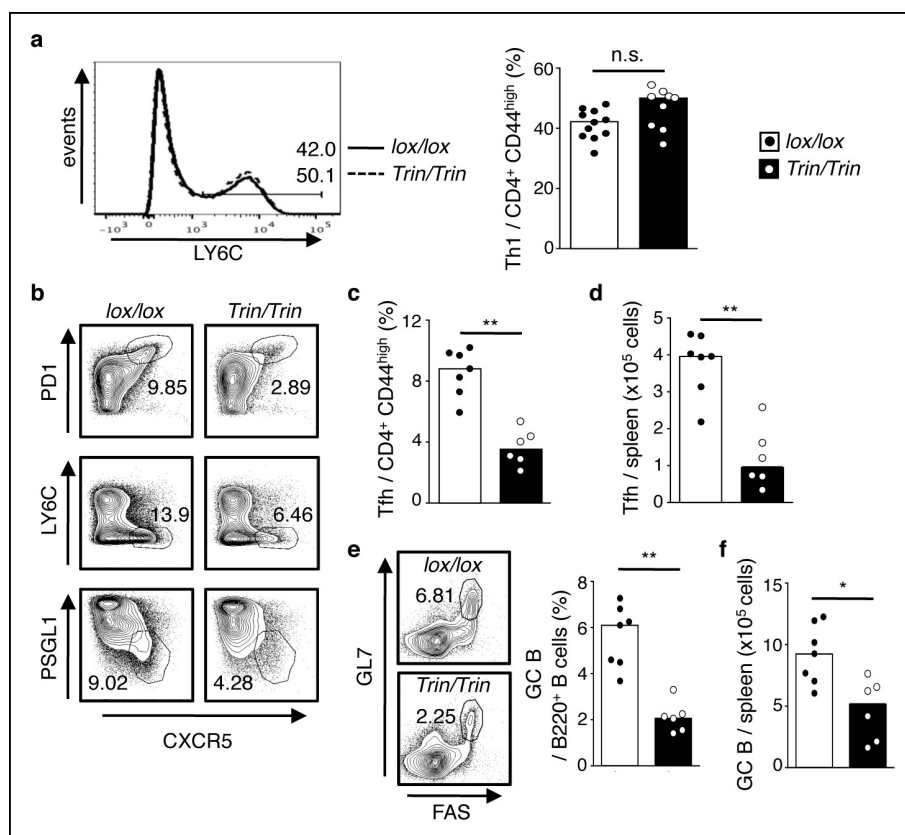 a
events
42.0
50.1
lox/lox
Trin/Trin
-10³ 0 10³ 10⁴ 10⁵
LY6C
n.s.
Th1 / CD4⁺ CD44ʰⁱᵍʰ (%)
60
40
20
0
lox/lox
Trin/Trin
b
lox/lox Trin/Trin
PD1
9.85 2.89
LY6C
13.9 6.46
PSGL1
9.02 4.28
CXCR5
c
Tfh / CD4⁺ CD44ʰⁱᵍʰ (%)
**
12
8
4
0
d
Tfh / spleen (x10⁵ cells)
**
5
4
3
2
1
0
e
GL7
lox/lox
6.81
Trin/Trin
2.25
FAS
GC B
/ B220⁺ B cells (%)
**
8
6
4
2
0
f
GC B / spleen (x10⁵ cells)
*
15
10
5
0